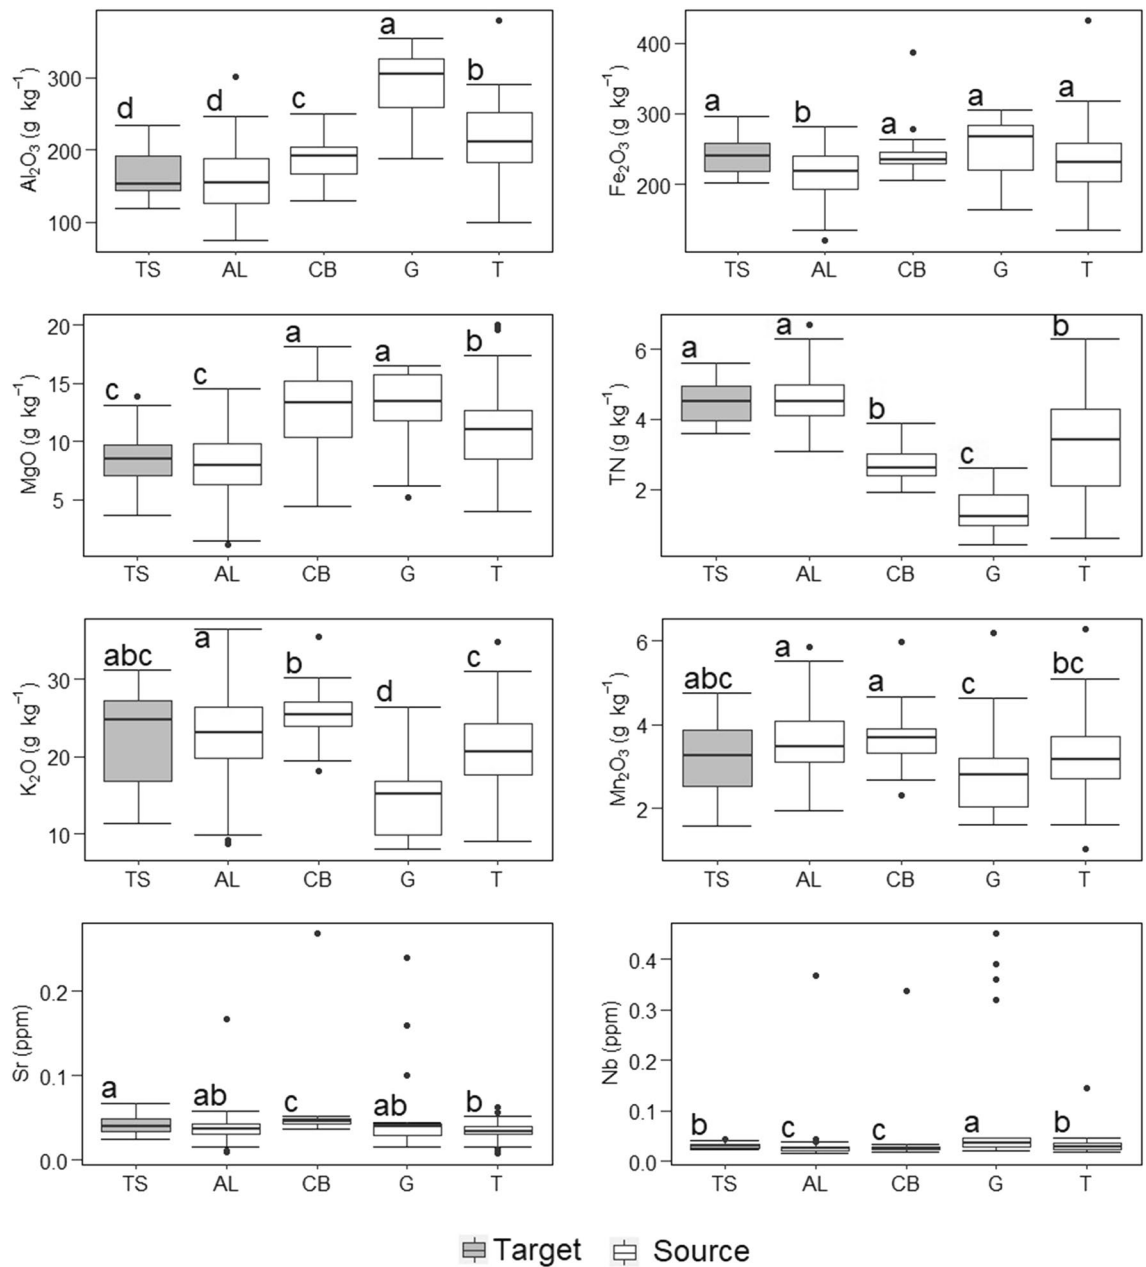 Al₂O₃ (g kg⁻¹)
300
200
100
d d c a b
TS AL CB G T
Fe₂O₃ (g kg⁻¹)
400
300
200
a b a a a
TS AL CB G T
MgO (g kg⁻¹)
20
15
10
5
c c a a b
TS AL CB G T
TN (g kg⁻¹)
6
4
2
a a b c b
TS AL CB G T
K₂O (g kg⁻¹)
30
20
10
abc a b d c
TS AL CB G T
Mn₂O₃ (g kg⁻¹)
6
4
2
abc a a c bc
TS AL CB G T
Sr (ppm)
0.2
0.1
0.0
a ab c ab b
TS AL CB G T
Nb (ppm)
0.4
0.3
0.2
0.1
0.0
b c c a b
TS AL CB G T
Target Source